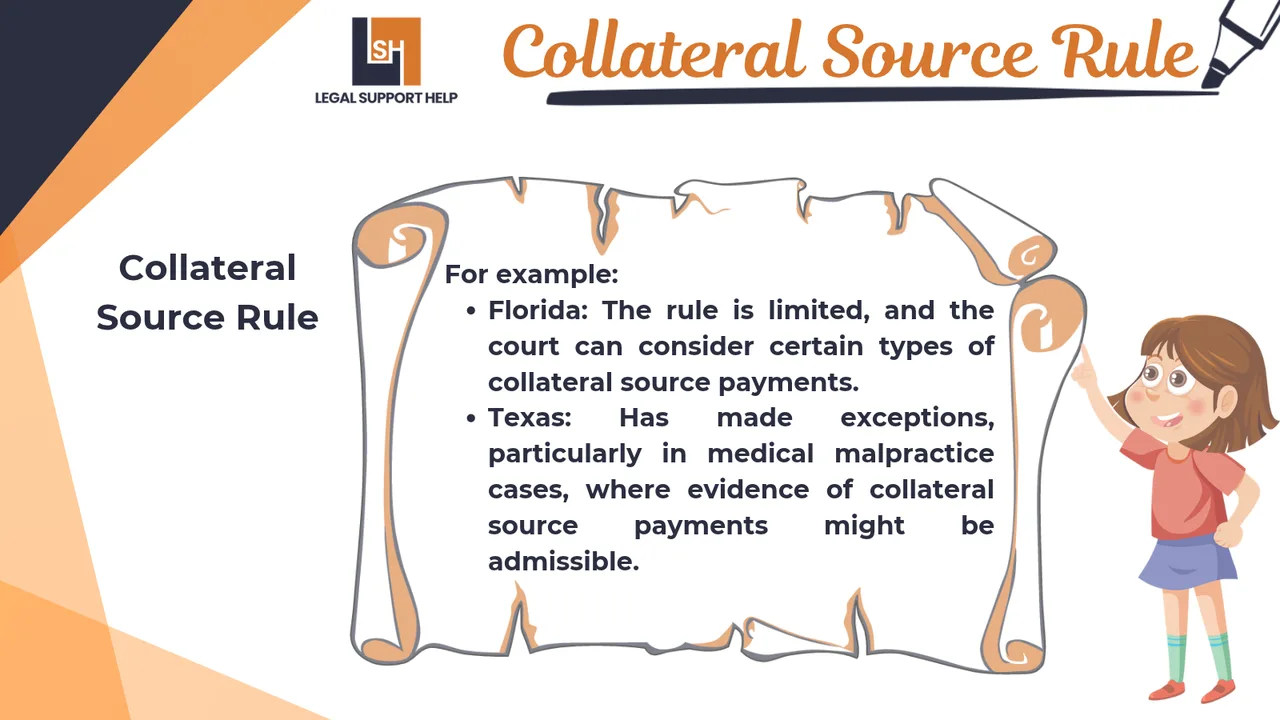 LSH
LEGAL SUPPORT HELP
Collateral Source Rule
Collateral
Source Rule
For example:
• Florida: The rule is limited, and the
court can consider certain types of
collateral source payments.
• Texas: Has made exceptions,
particularly in medical malpractice
cases, where evidence of collateral
source payments might be
admissible.